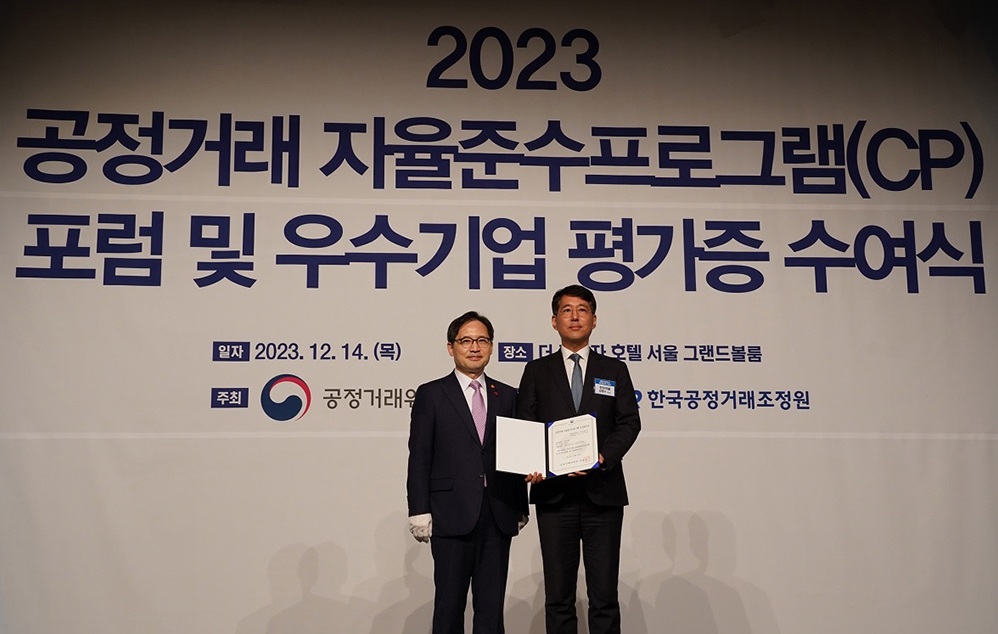 2023
공정거래 자율준수프로그램(CP)
포럼 및 우수기업 평가증 수여식
일자 2023. 12. 14. (목)
장소 호텔 서울 그랜드볼룸
주최 공정거래
한국공정거래조정원